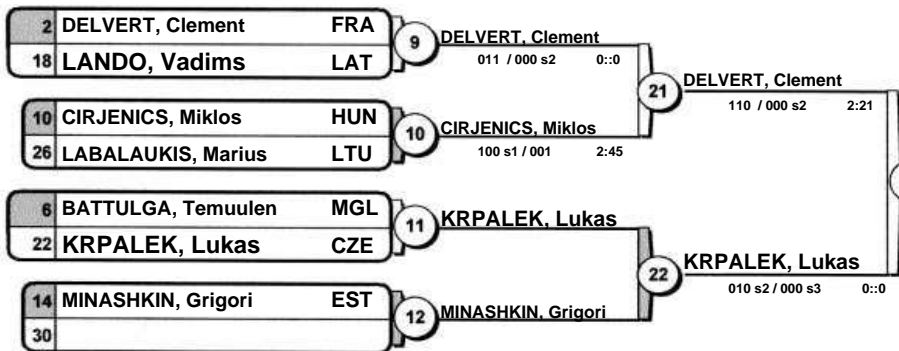 2 DELVERT, Clement FRA
18 LANDO, Vadims LAT
9
DELVERT, Clement
011 / 000 s2 0::0
10 CIRJENICS, Miklos HUN
26 LABALAUKIS, Marius LTU
10
CIRJENICS, Miklos
100 s1 / 001 2:45
21
DELVERT, Clement
110 / 000 s2 2:21
6 BATTULGA, Temuulen MGL
22 KRPALEK, Lukas CZE
11
KRPALEK, Lukas
14 MINASHKIN, Grigori EST
30
12
MINASHKIN, Grigori
22
KRPALEK, Lukas
010 s2 / 000 s3 0::0